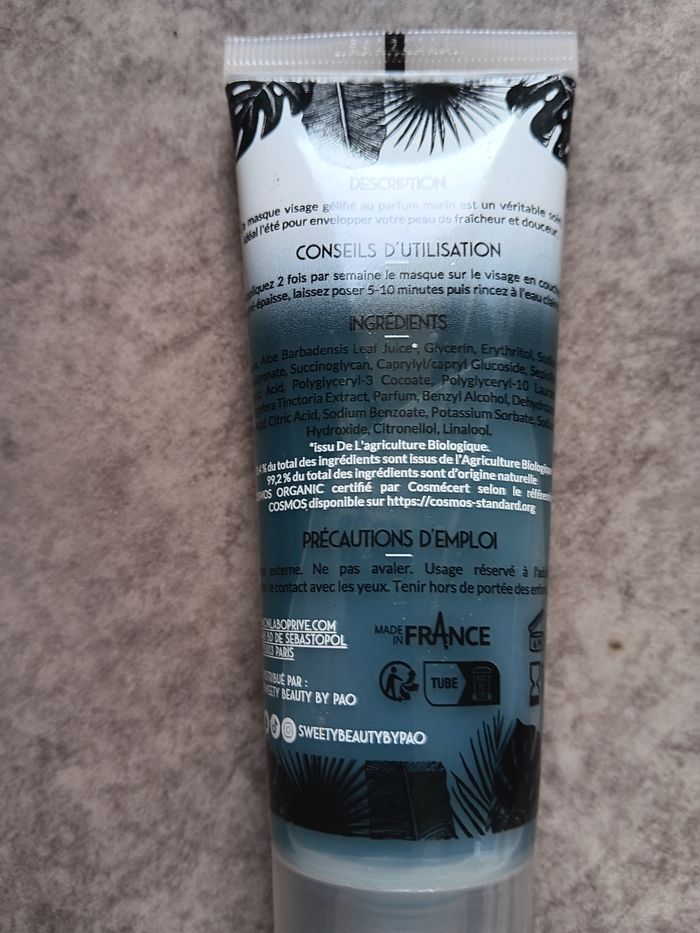 DESCRIPTION
masque visage gélifié au parfum marin est un véritable soin
idéal l'été pour envelopper votre peau de fraîcheur et douceur.
CONSEILS D'UTILISATION
2 fois par semaine le masque sur le visage en
laissez poser 5-10 minutes puis rincez à l'eau
INGRÉDIENTS
Aloe Barbadensis Leaf Juice*, Glycerin, Erythritol,
Succinoglycan, Caprylyl/capryl Glucoside,
Acid, Polyglyceryl-3 Cocoate, Polyglyceryl-10
Tinctoria Extract, Parfum, Benzyl Alcohol,
Citric Acid, Sodium Benzoate, Potassium Sorbate,
Hydroxide, Citronellol, Linalool.
*issu De L'agriculture Biologique.
% du total des ingrédients sont issus de l'Agriculture Biologique
99,2 % du total des ingrédients sont d'origine naturelle
ORGANIC certifié par Cosmécert selon le
COSMOS disponible sur https://cosmos-standard.org
PRÉCAUTIONS D'EMPLOI
externe. Ne pas avaler. Usage réservé à
le contact avec les yeux. Tenir hors de portée des
MONLABOPRIVE.COM
BD DE SÉBASTOPOL
PARIS
MADE IN FRANCE
TUBE
PAR :
BEAUTY BY PAO
SWEETYBEAUTYBYPAO